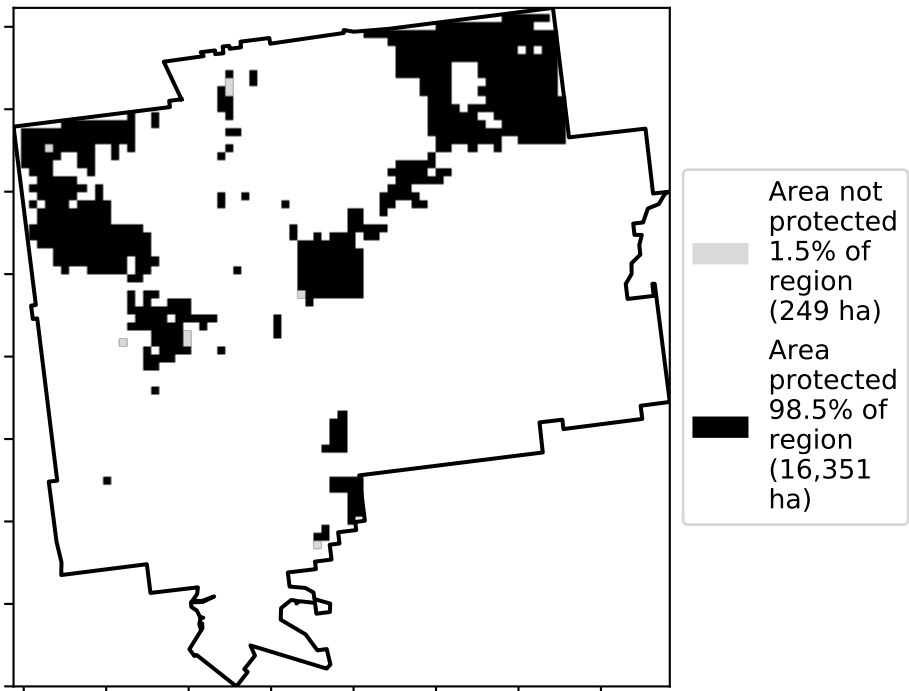 Area not
protected
1.5% of
region
(249 ha)
Area
protected
98.5% of
region
(16,351
ha)